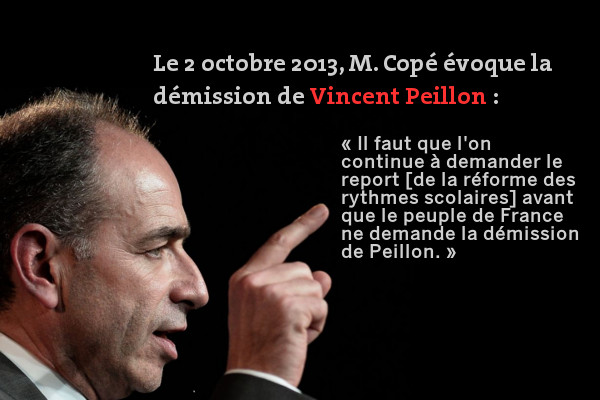 Le 2 octobre 2013, M. Copé évoque la
démission de Vincent Peillon :
« Il faut que l'on
continue à demander le
report [de la réforme des
rythmes scolaires] avant
que le peuple de France
ne demande la démission
de Peillon. »